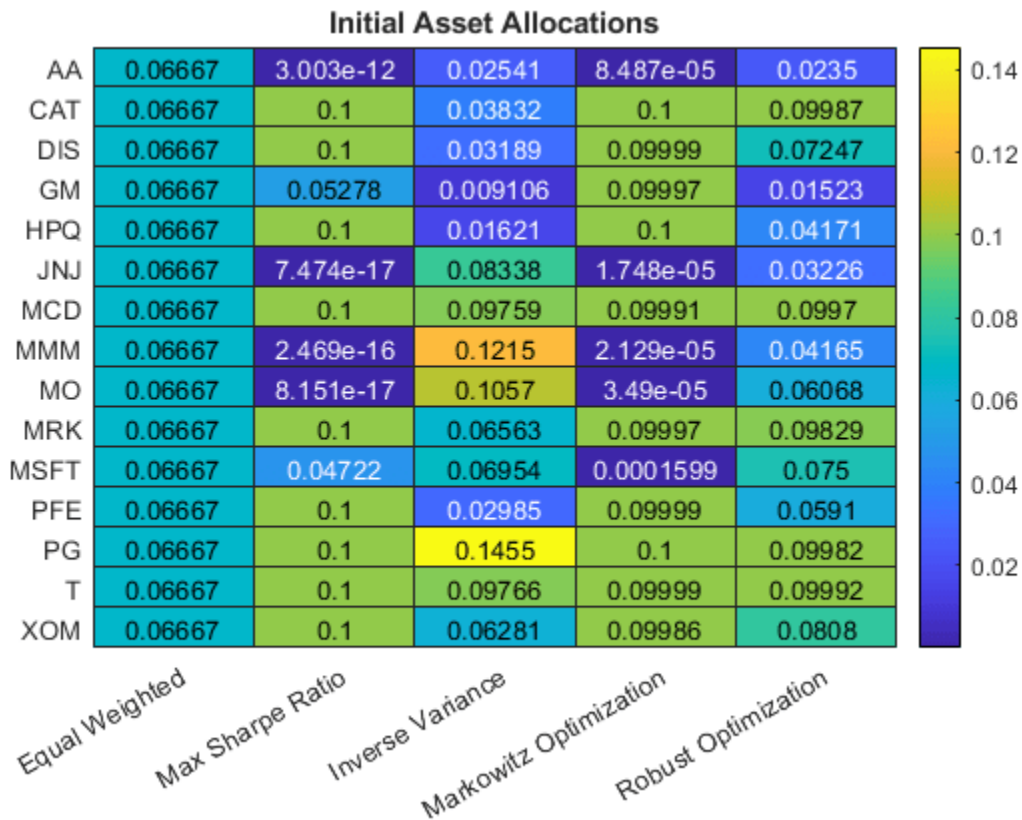 Initial Asset Allocations
AA 0.06667 3.003e-12 0.02541 8.487e-05 0.0235
CAT 0.06667 0.1 0.03832 0.1 0.09987
DIS 0.06667 0.1 0.03189 0.09999 0.07247
GM 0.06667 0.05278 0.009106 0.09997 0.01523
HPQ 0.06667 0.1 0.01621 0.1 0.04171
JNJ 0.06667 7.474e-17 0.08338 1.748e-05 0.03226
MCD 0.06667 0.1 0.09759 0.09991 0.0997
MMM 0.06667 2.469e-16 0.1215 2.129e-05 0.04165
MO 0.06667 8.151e-17 0.1057 3.49e-05 0.06068
MRK 0.06667 0.1 0.06563 0.09997 0.09829
MSFT 0.06667 0.04722 0.06954 0.0001599 0.075
PFE 0.06667 0.1 0.02985 0.09999 0.0591
PG 0.06667 0.1 0.1455 0.1 0.09982
T 0.06667 0.1 0.09766 0.09999 0.09992
XOM 0.06667 0.1 0.06281 0.09986 0.0808
Equal Weighted
Max Sharpe Ratio
Inverse Variance
Markowitz Optimization
Robust Optimization
0.14
0.12
0.1
0.08
0.06
0.04
0.02